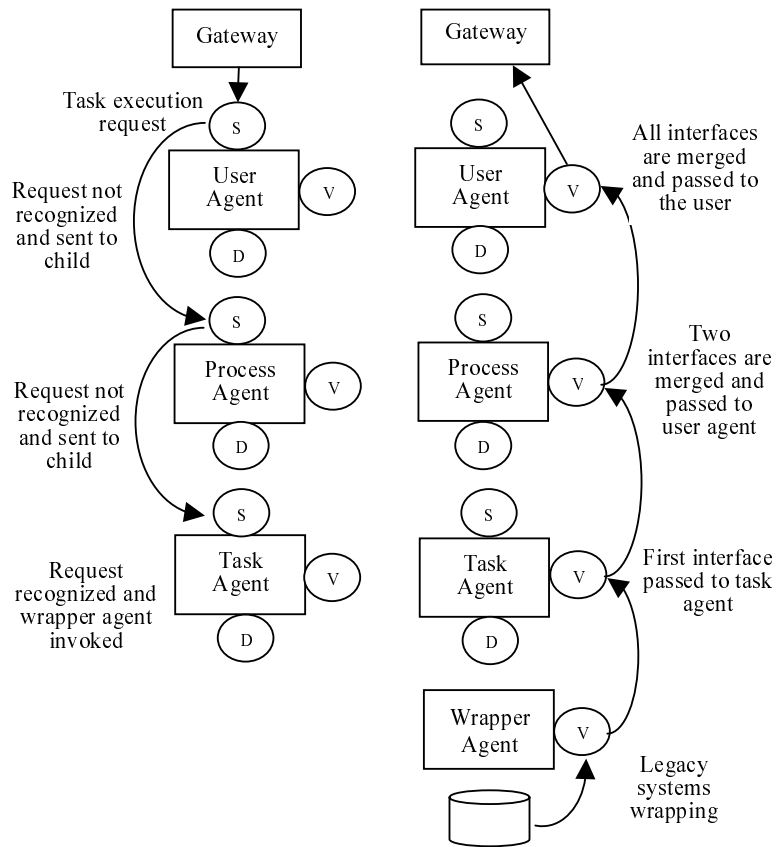 Gateway
Task execution
request
S
User
Agent
V
Request not
recognized
and sent to
child
D
S
Process
Agent
V
Request not
recognized
and sent to
child
D
S
Task
Agent
V
Request
recognized and
wrapper agent
invoked
D
Gateway
S
All interfaces
are merged
and passed to
the user
User
Agent
V
D
S
Two
interfaces are
merged and
passed to
user agent
Process
Agent
V
D
S
First interface
passed to task
agent
Task
Agent
V
D
Wrapper
Agent
V
Legacy
systems
wrapping